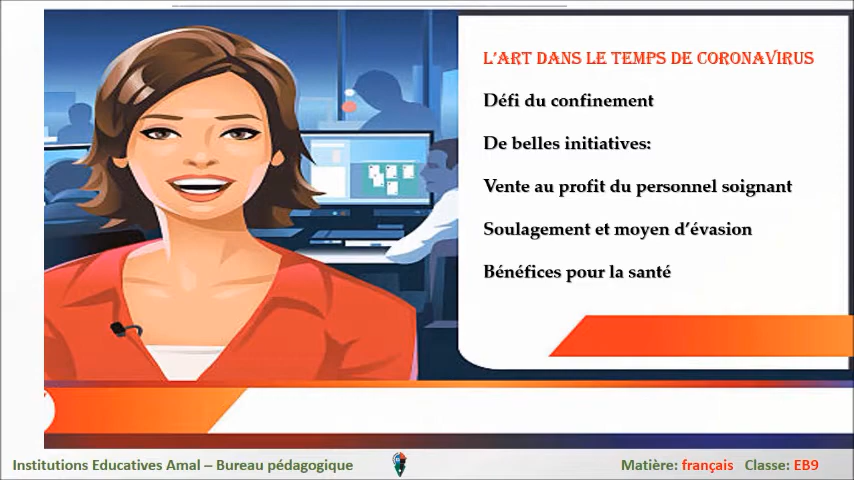 L'ART DANS LE TEMPS DE CORONAVIRUS
Défi du confinement
De belles initiatives:
Vente au profit du personnel soignant
Soulagement et moyen d'évasion
Bénéfices pour la santé
Institutions Educatives Amal – Bureau pédagogique
Matière: français Classe: EB9